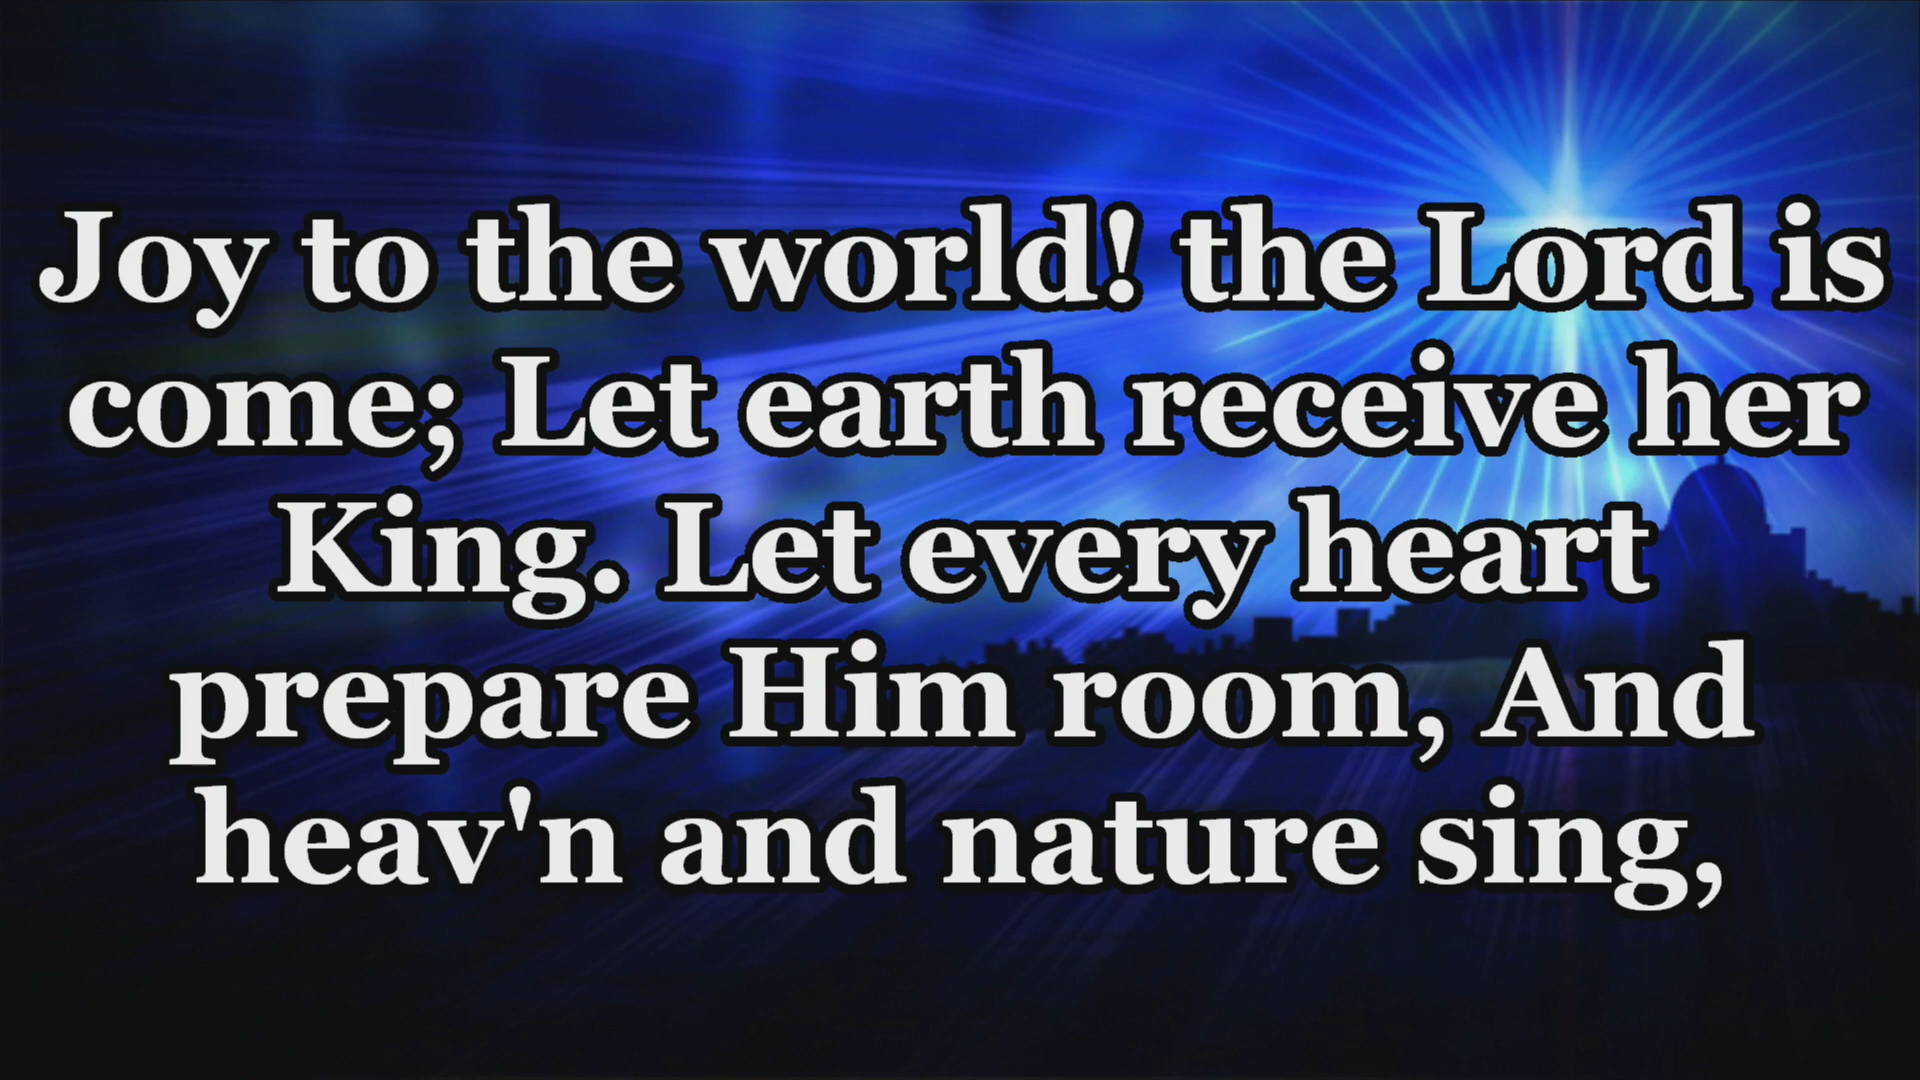 Joy to the world! the Lord is
come; Let earth receive her
King. Let every heart
prepare Him room, And
heav'n and nature sing,